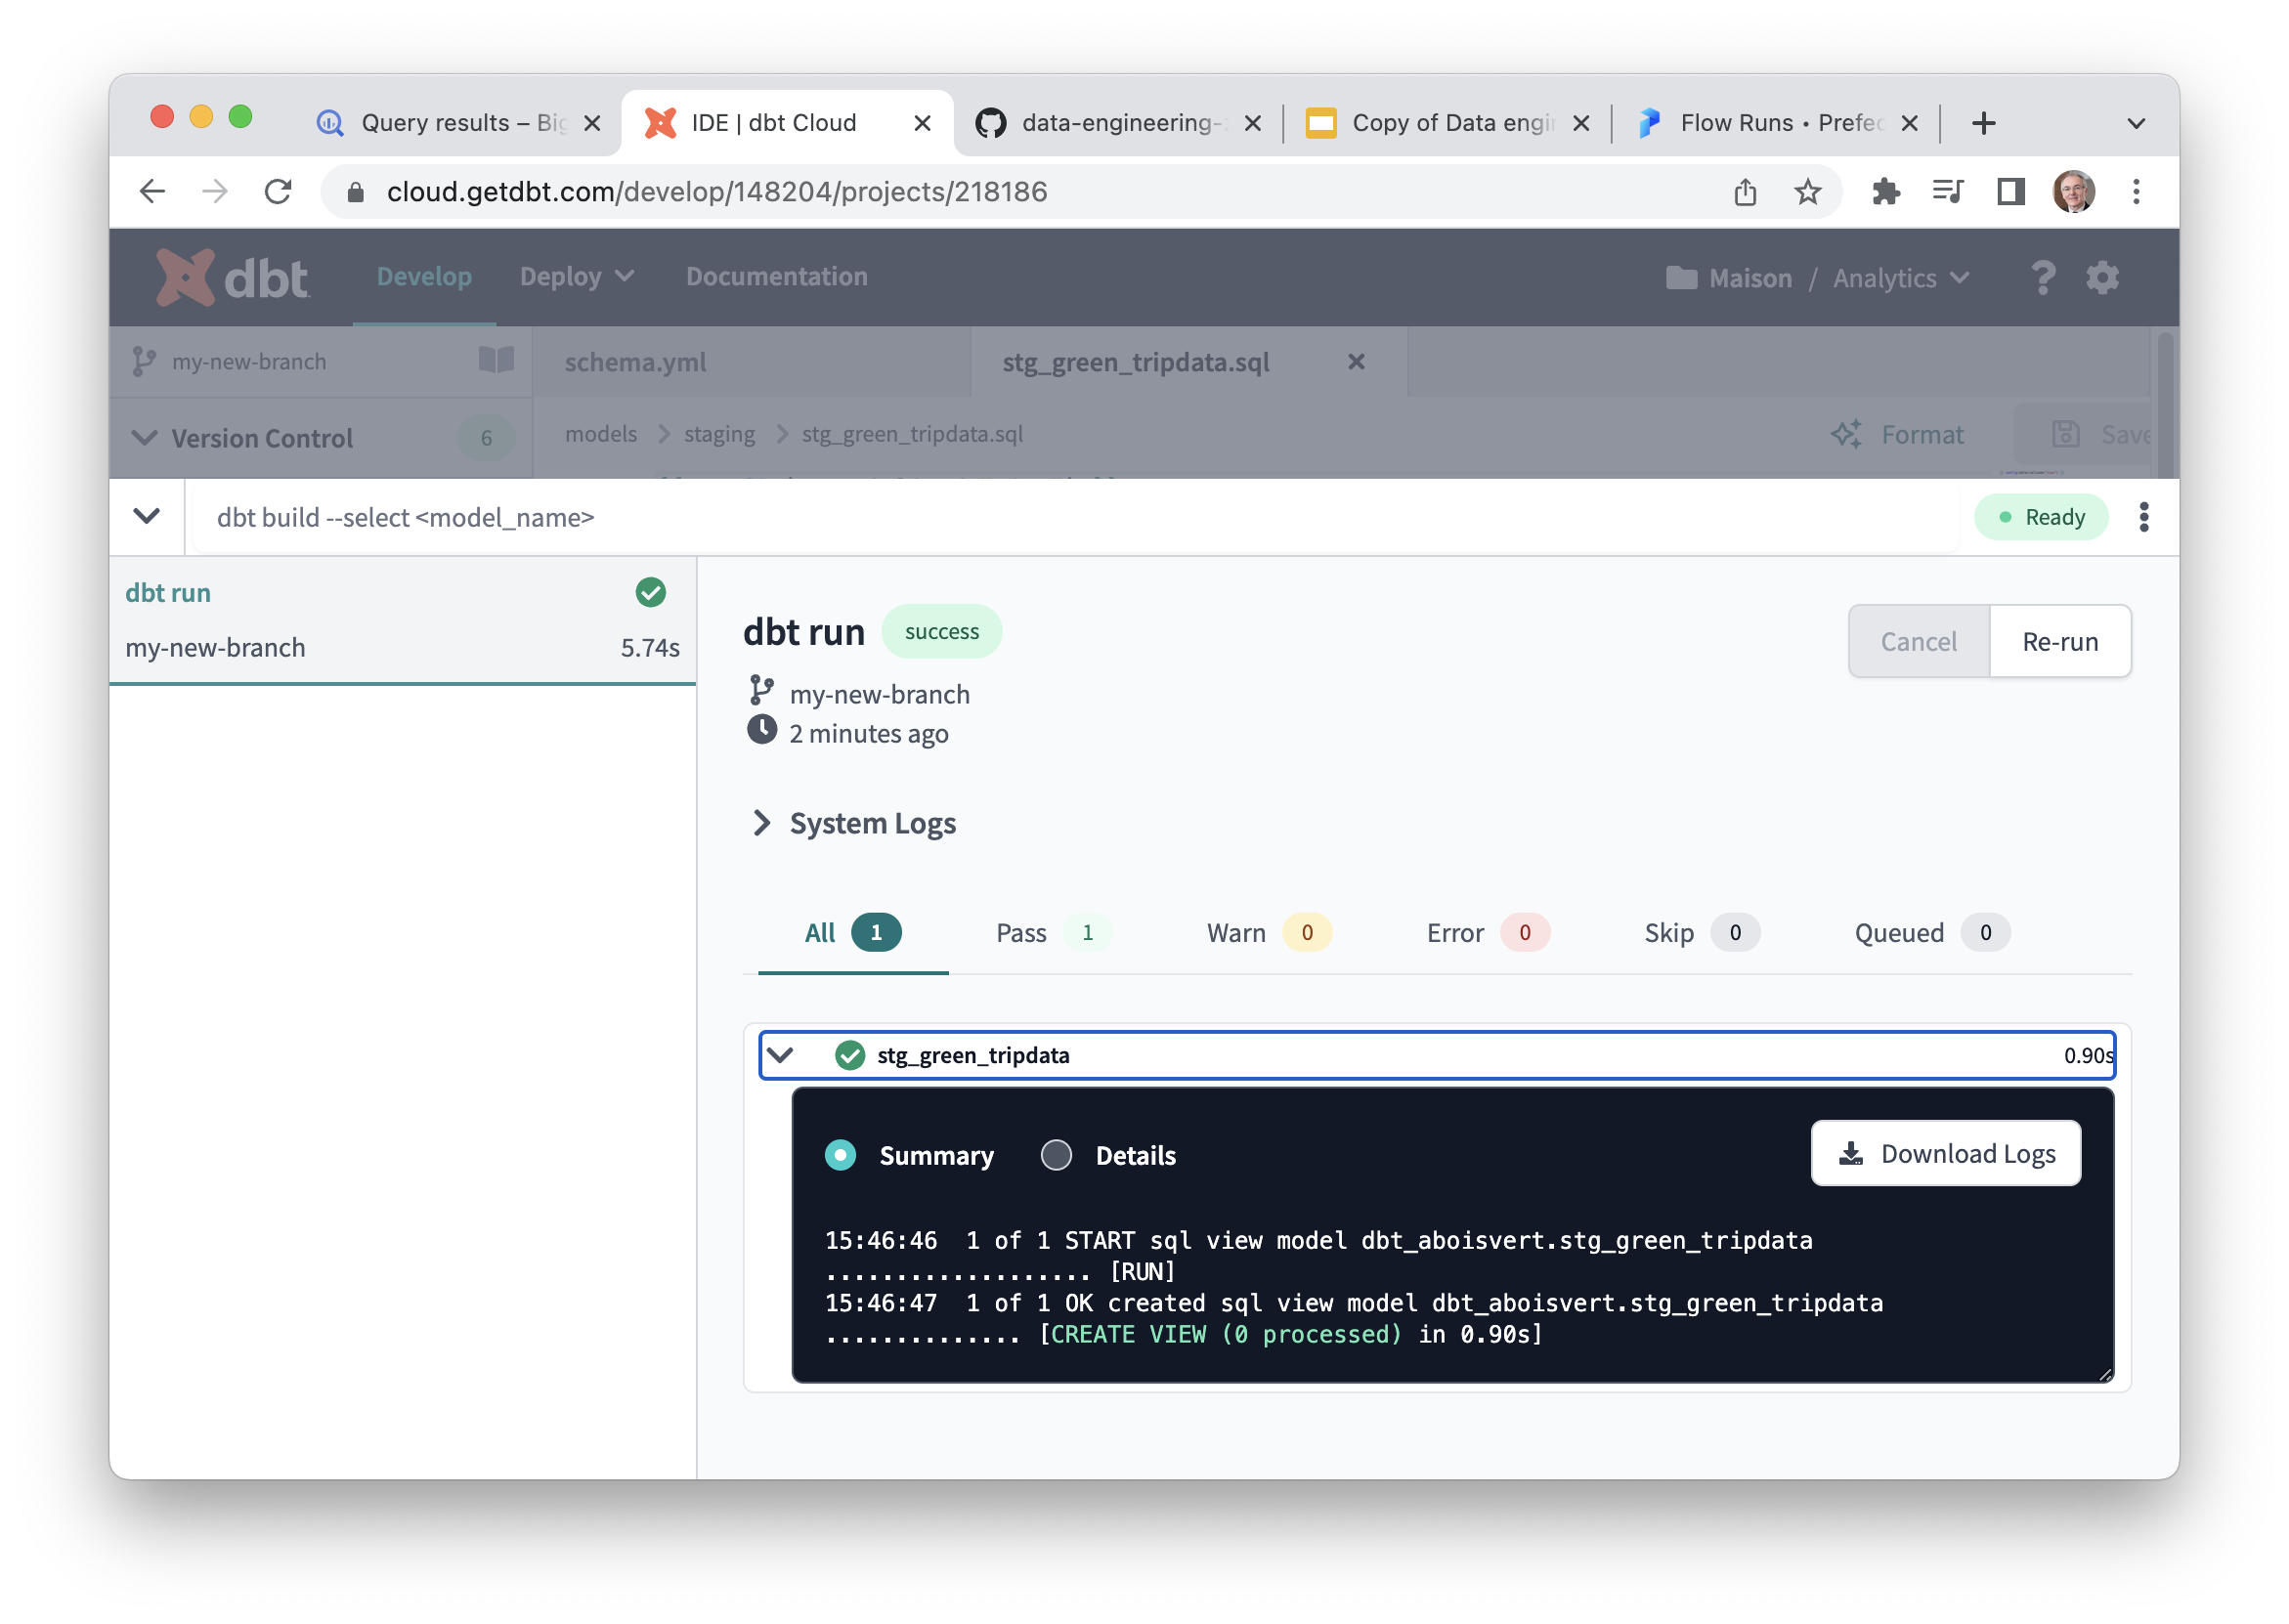 Query results – Big
IDE | dbt Cloud
data-engineering-
Copy of Data engin
Flow Runs • Prefec
cloud.getdbt.com/develop/148204/projects/218186
dbt
Develop
Deploy
Documentation
Maison / Analytics
my-new-branch
schema.yml
stg_green_tripdata.sql
Version Control
6
models > staging > stg_green_tripdata.sql
Format
Save
dbt build --select <model_name>
Ready
dbt run
my-new-branch
5.74s
dbt run
success
Cancel
Re-run
my-new-branch
2 minutes ago
System Logs
All 1
Pass 1
Warn 0
Error 0
Skip 0
Queued 0
stg_green_tripdata
0.90s
Summary
Details
Download Logs
15:46:46 1 of 1 START sql view model dbt_aboisvert.stg_green_tripdata
................... [RUN]
15:46:47 1 of 1 OK created sql view model dbt_aboisvert.stg_green_tripdata
.............. [CREATE VIEW (0 processed) in 0.90s]